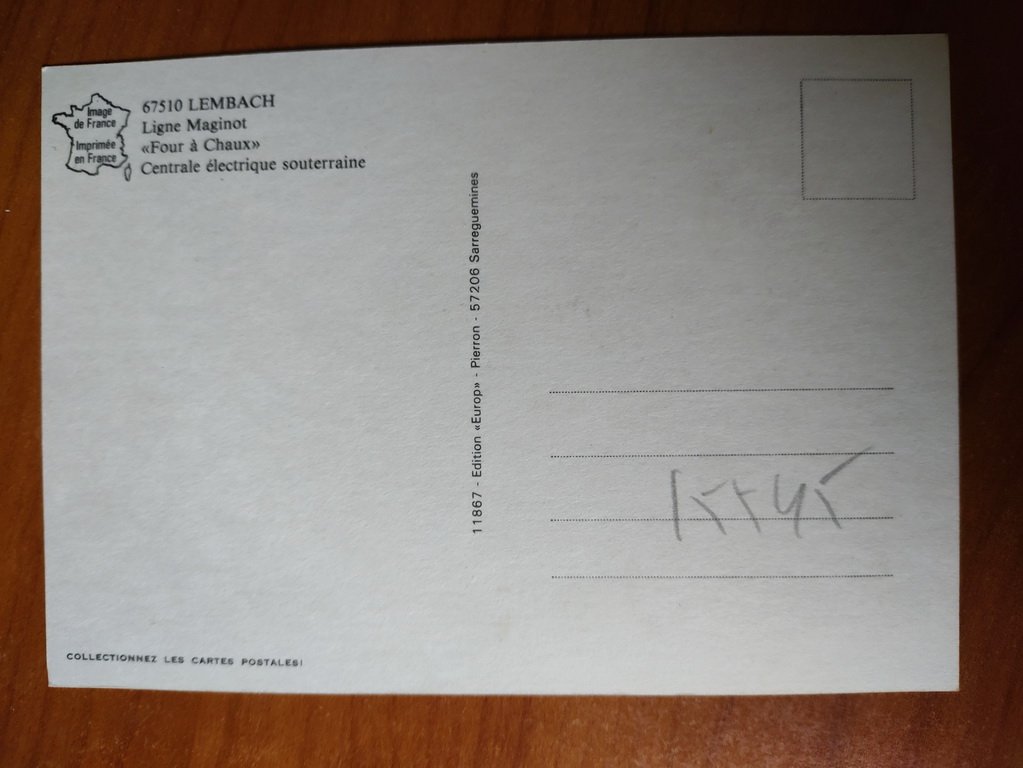 Image
de France
Imprimée
en France
67510 LEMBACH
Ligne Maginot
«Four à Chaux»
Centrale électrique souterraine
11867 - Edition «Europ» - Pierron - 57206 Sarreguemines
COLLECTIONNEZ LES CARTES POSTALES!